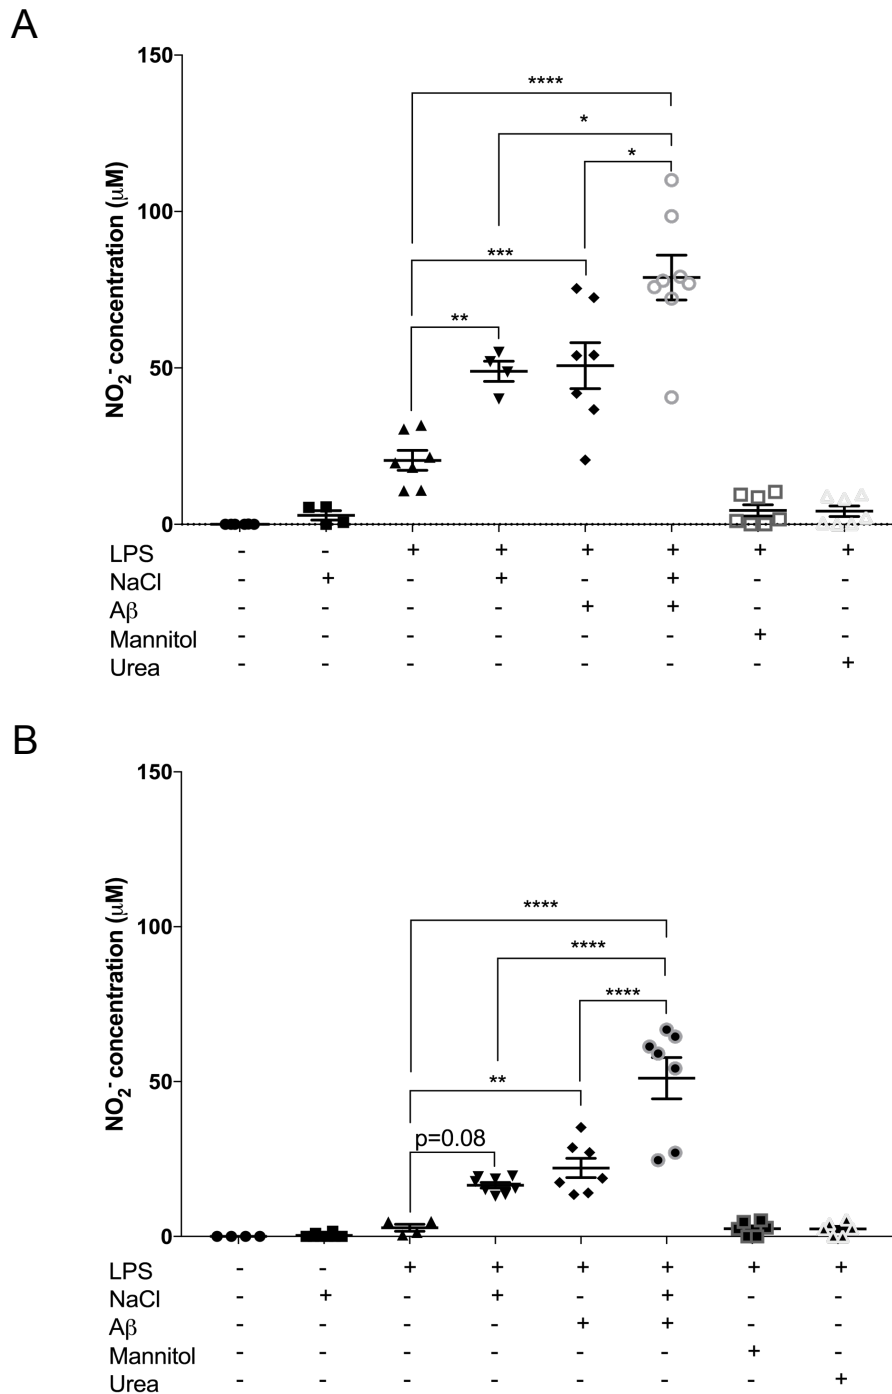 A
NO2- concentration (μM)
150
100
50
0
****
*
*
***
**
LPS - - + + + + + +
NaCl - + - + - + - -
Aβ - - - - + + - -
Mannitol - - - - - - + -
Urea - - - - - - - +
B
NO2- concentration (μM)
150
100
50
0
****
****
****
**
p=0.08
LPS - - + + + + + +
NaCl - + - + - + - -
Aβ - - - - + + - -
Mannitol - - - - - - + -
Urea - - - - - - - +